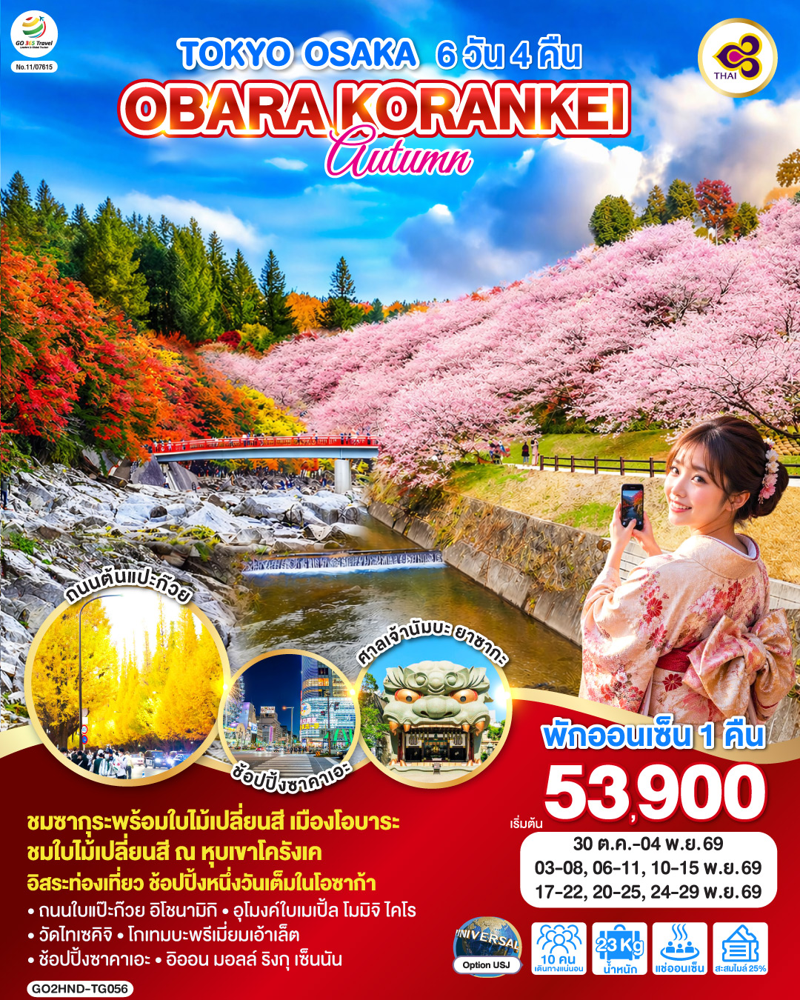 GO 365 Travel
Leaders in Global Tourism
No.11/07615
TOKYO OSAKA 6 วัน 4 คืน
THAI
OBARA KORANKEI
Autumn
ถนนต้นแปะก๊วย
ช้อปปิ้งซาคาเอะ
ศาลเจ้านัมบะ ยาซากะ
พักออนเซ็น 1 คืน
เริ่มต้น 53,900
30 ต.ค.-04 พ.ย.69
03-08, 06-11, 10-15 พ.ย.69
17-22, 20-25, 24-29 พ.ย.69
ชมซากุระพร้อมใบไม้เปลี่ยนสี เมืองโอบาระ
ชมใบไม้เปลี่ยนสี ณ หุบเขาโครังเค
อิสระท่องเที่ยว ช้อปปิ้งหนึ่งวันเต็มในโอซาก้า
• ถนนใบแป๊ะก๊วย อิโชนามิกิ • อุโมงค์ใบเมเปิ้ล โมมิจิ ไคโร
• วัดไทเซคิจิ • โกเทมบะพรีเมี่ยมเอ้าเล็ต
• ช้อปปิ้งซาคาเอะ • อิออน มอลล์ ริงกุ เซ็นนัน
UNIVERSAL
Option USJ
10 คน
เดินทางแน่นอน
23 Kg
น้ำหนัก
แช่ออนเซ็น
สะสมไมล์ 25%
GO2HND-TG056